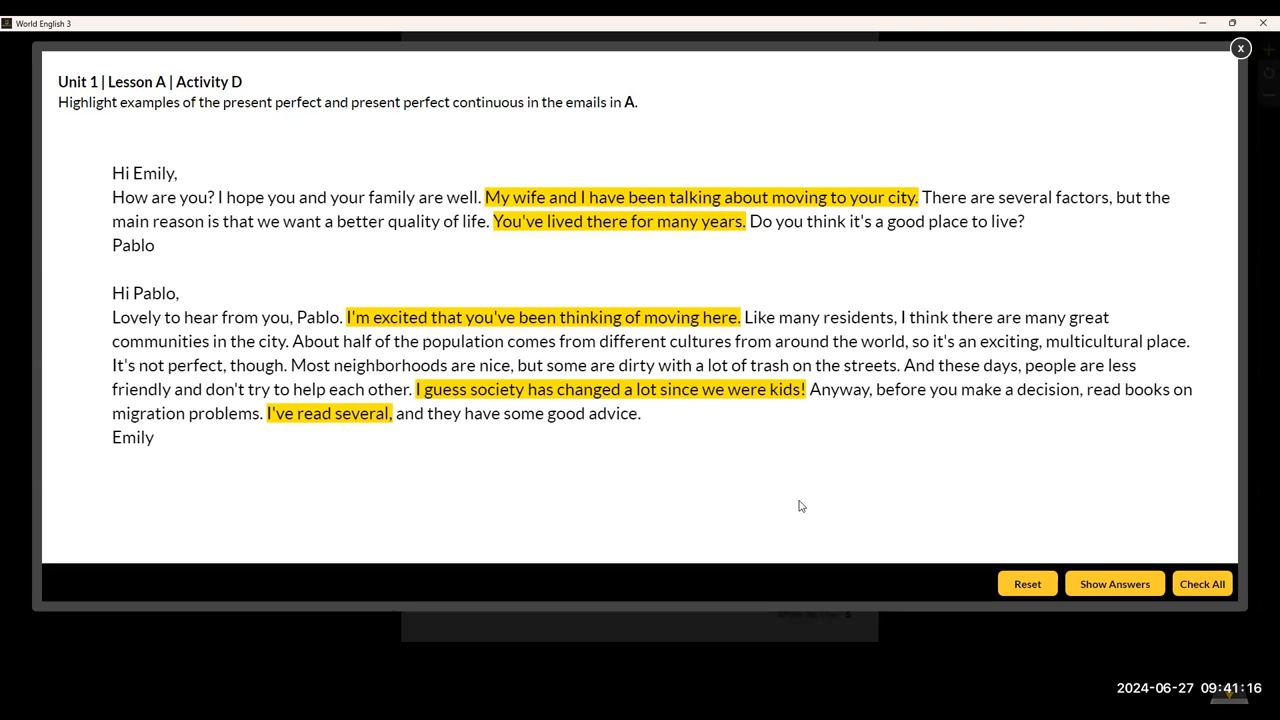 World English 3
x
Unit 1 | Lesson A | Activity D
Highlight examples of the present perfect and present perfect continuous in the emails in A.
Hi Emily,
How are you? I hope you and your family are well. My wife and I have been talking about moving to your city. There are several factors, but the
main reason is that we want a better quality of life. You've lived there for many years. Do you think it's a good place to live?
Pablo
Hi Pablo,
Lovely to hear from you, Pablo. I'm excited that you've been thinking of moving here. Like many residents, I think there are many great
communities in the city. About half of the population comes from different cultures from around the world, so it's an exciting, multicultural place.
It's not perfect, though. Most neighborhoods are nice, but some are dirty with a lot of trash on the streets. And these days, people are less
friendly and don't try to help each other. I guess society has changed a lot since we were kids! Anyway, before you make a decision, read books on
migration problems. I've read several, and they have some good advice.
Emily
Reset Show Answers Check All
2024-06-27 09:41:16